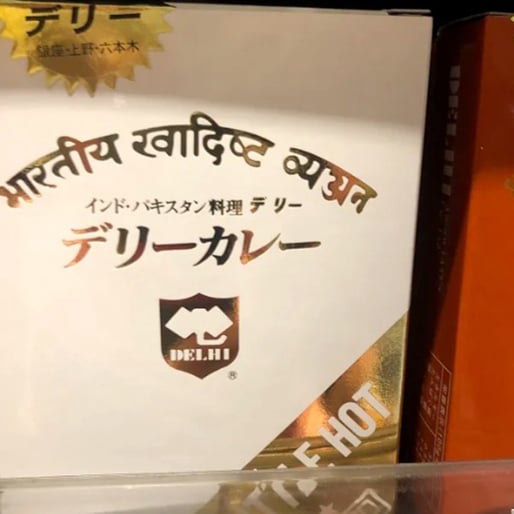 デリー
銀座・上野・六本木
भारतीय स्वादिष्ट व्यञ्जन
インド・パキスタン料理 デリー
デリーカレー
DELHI
®
HOT